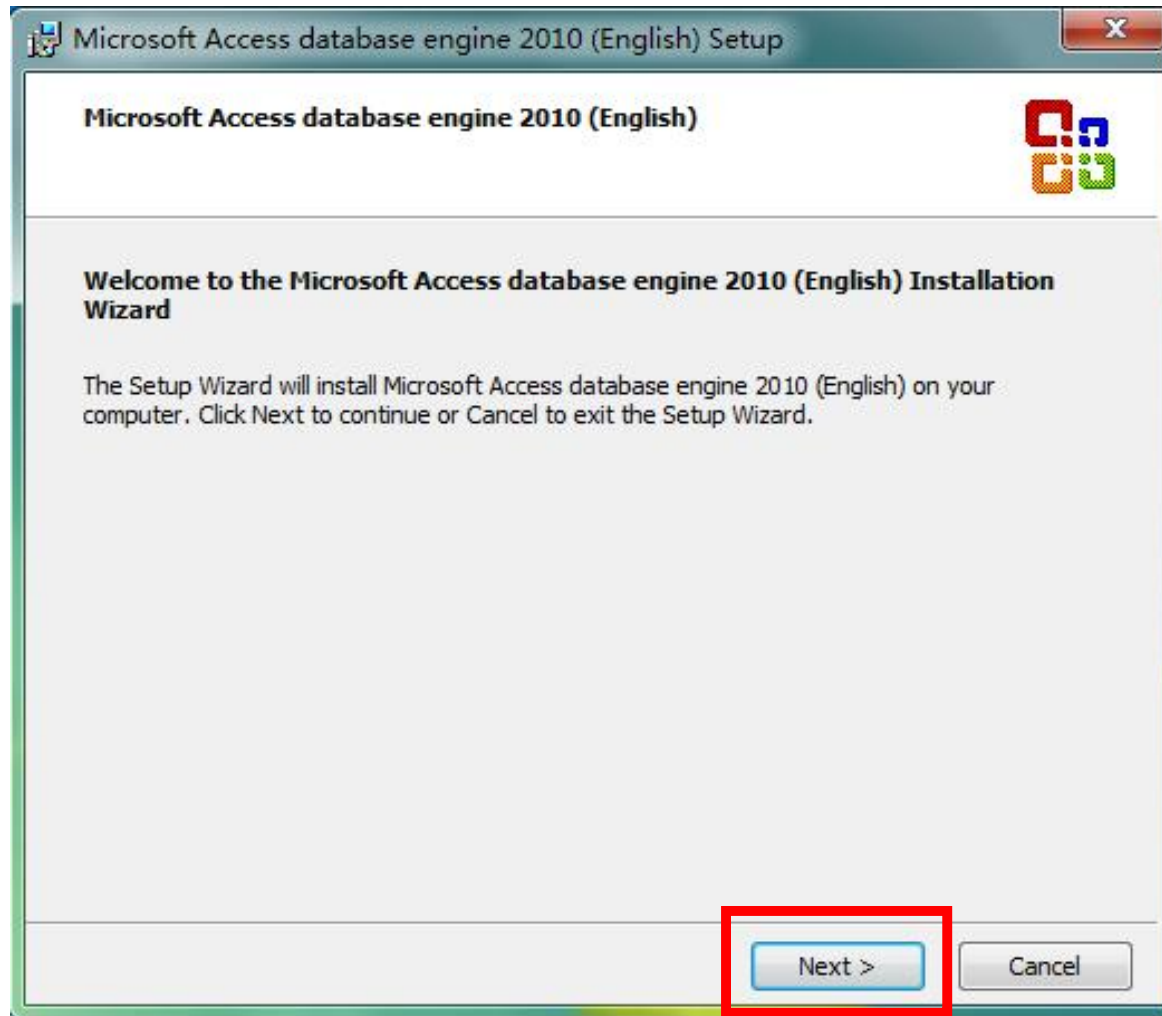 Microsoft Access database engine 2010 (English) Setup
Microsoft Access database engine 2010 (English)
Welcome to the Microsoft Access database engine 2010 (English) Installation
Wizard
The Setup Wizard will install Microsoft Access database engine 2010 (English) on your
computer. Click Next to continue or Cancel to exit the Setup Wizard.
Next >
Cancel